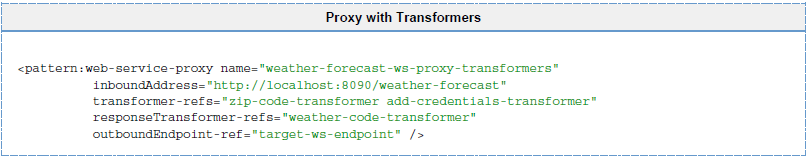 Proxy with Transformers
<pattern:web-service-proxy name="weather-forecast-ws-proxy-transformers"
inboundAddress="http://localhost:8090/weather-forecast"
transformer-refs="zip-code-transformer add-credentials-transformer"
responseTransformer-refs="weather-code-transformer"
outboundEndpoint-ref="target-ws-endpoint" />